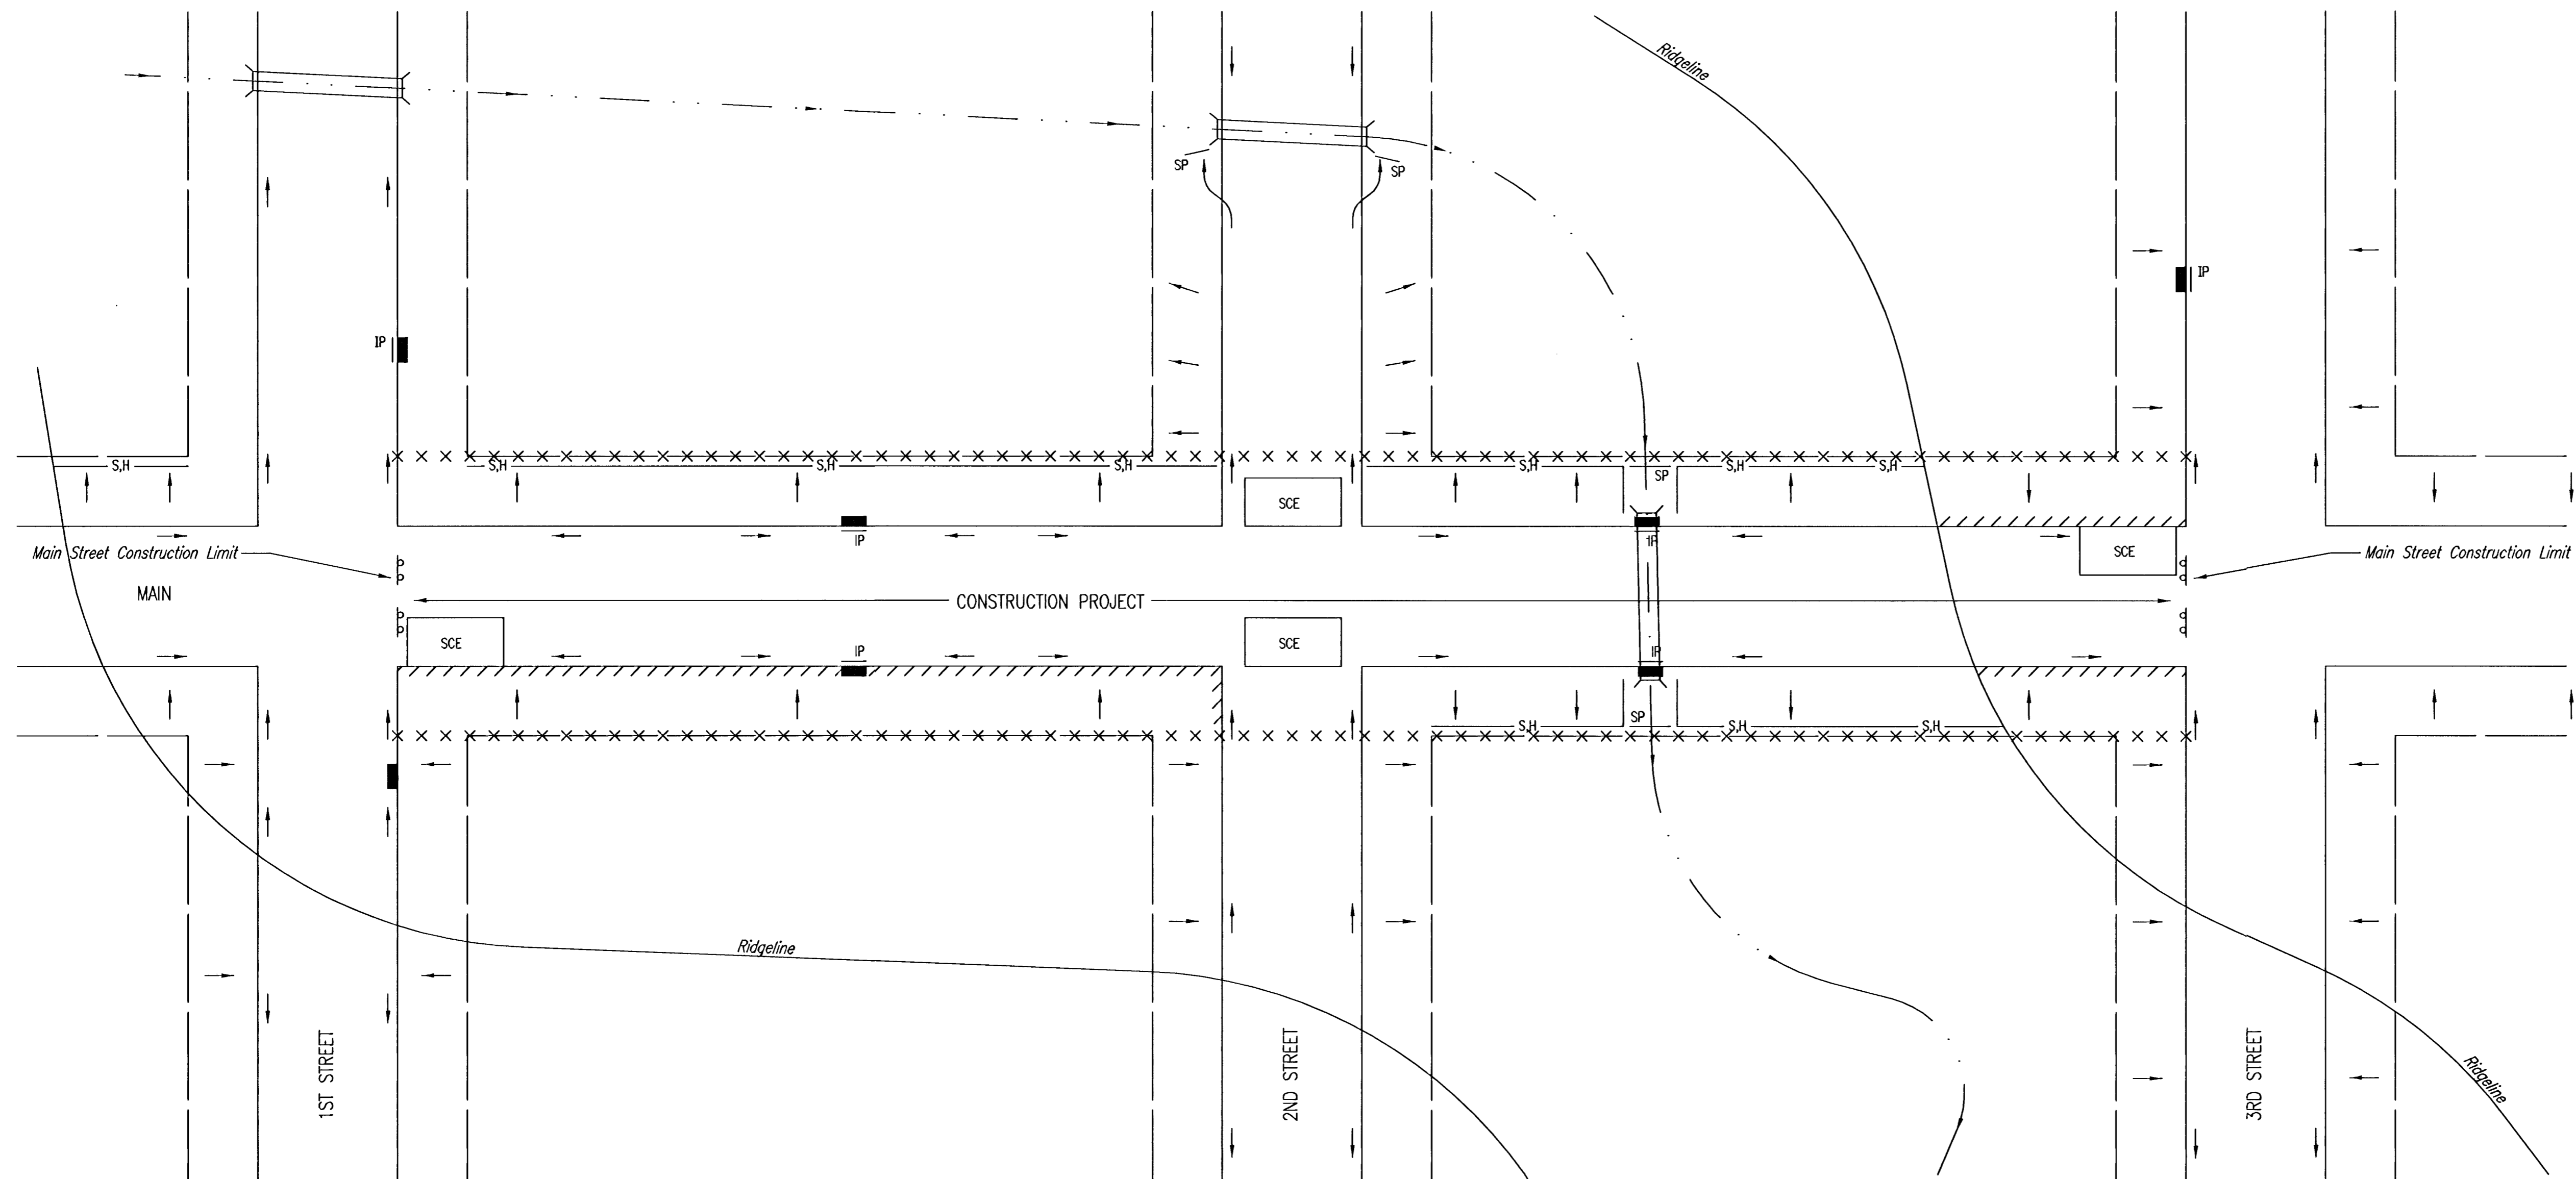 Ridgeline
SP
SP
IP
IP
S,H
S,H
S,H
S,H
S,H
S,H
S,H
SP
SCE
IP
IP
SCE
Main Street Construction Limit
Main Street Construction Limit
MAIN
CONSTRUCTION PROJECT
SCE
SCE
IP
IP
SP
S,H
S,H
S,H
Ridgeline
1ST STREET
2ND STREET
3RD STREET
Ridgeline